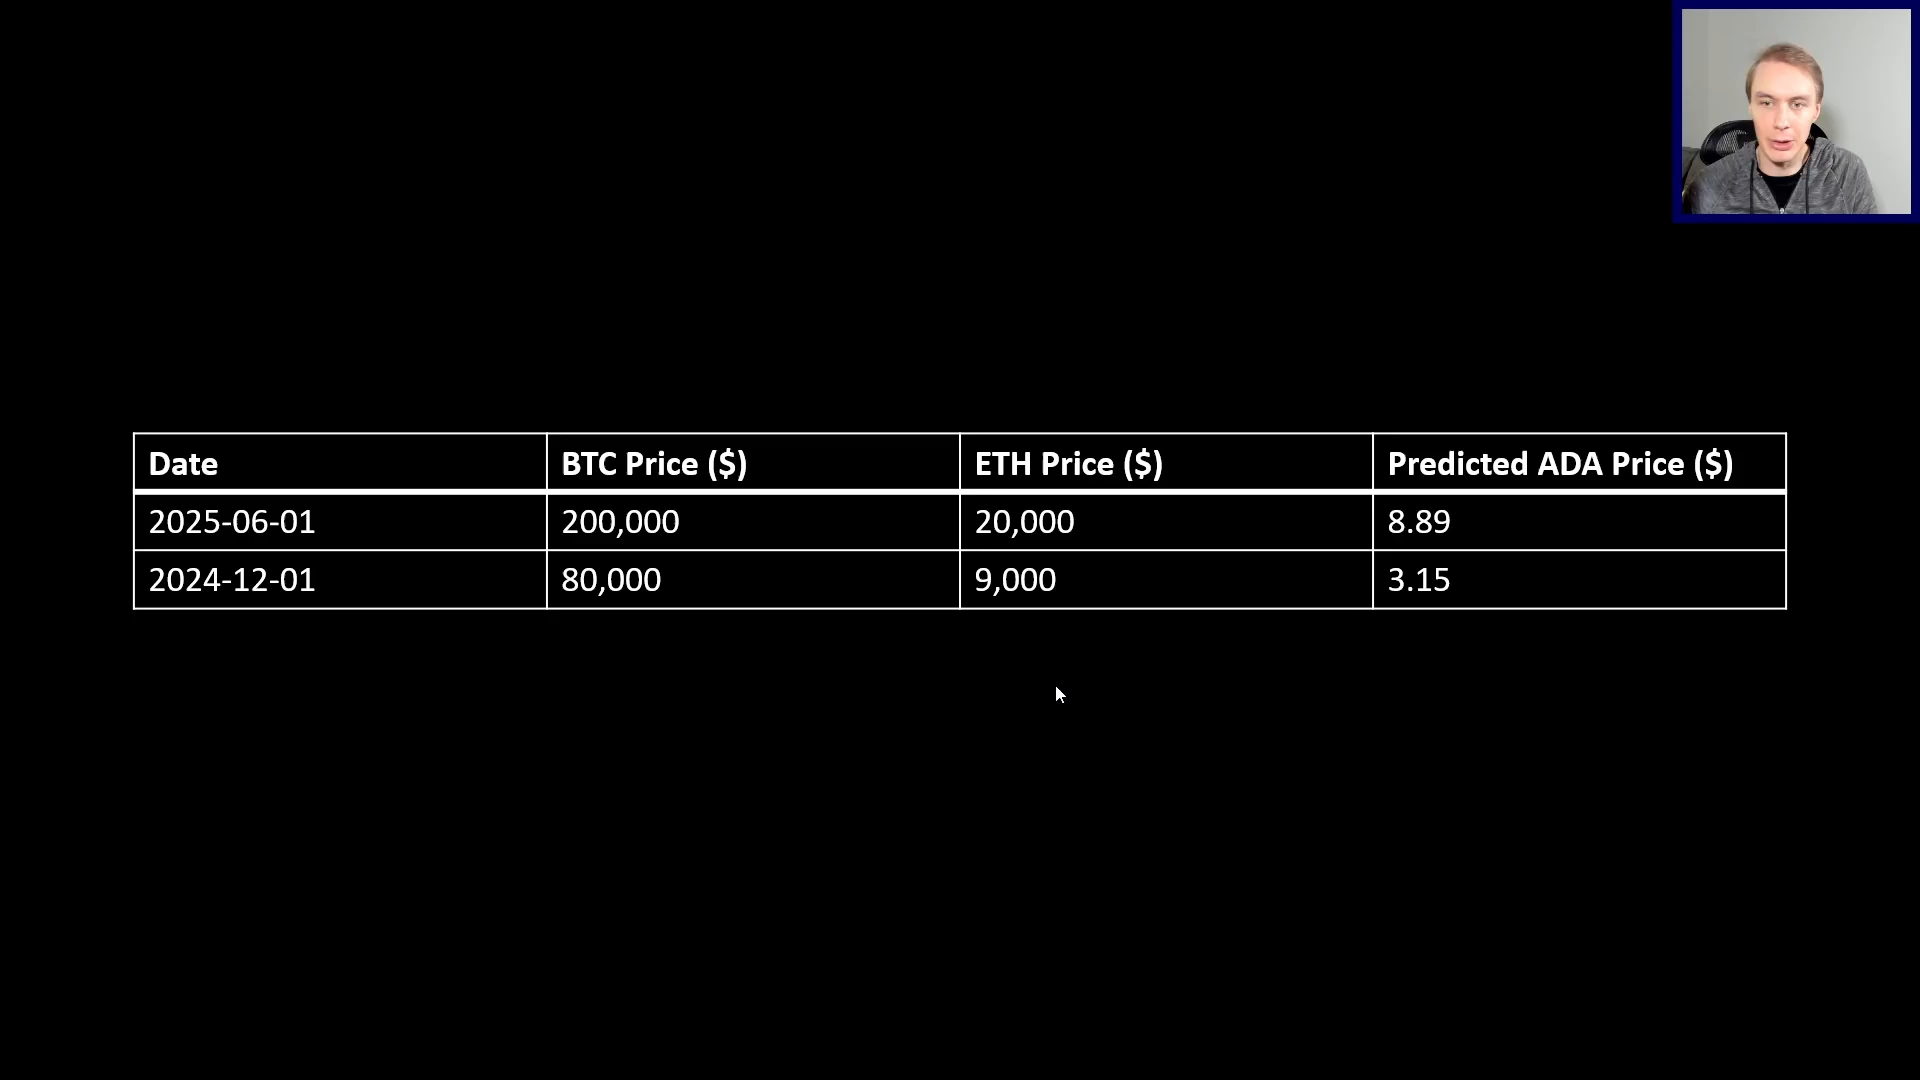 Date BTC Price ($) ETH Price ($) Predicted ADA Price ($)
2025-06-01 200,000 20,000 8.89
2024-12-01 80,000 9,000 3.15